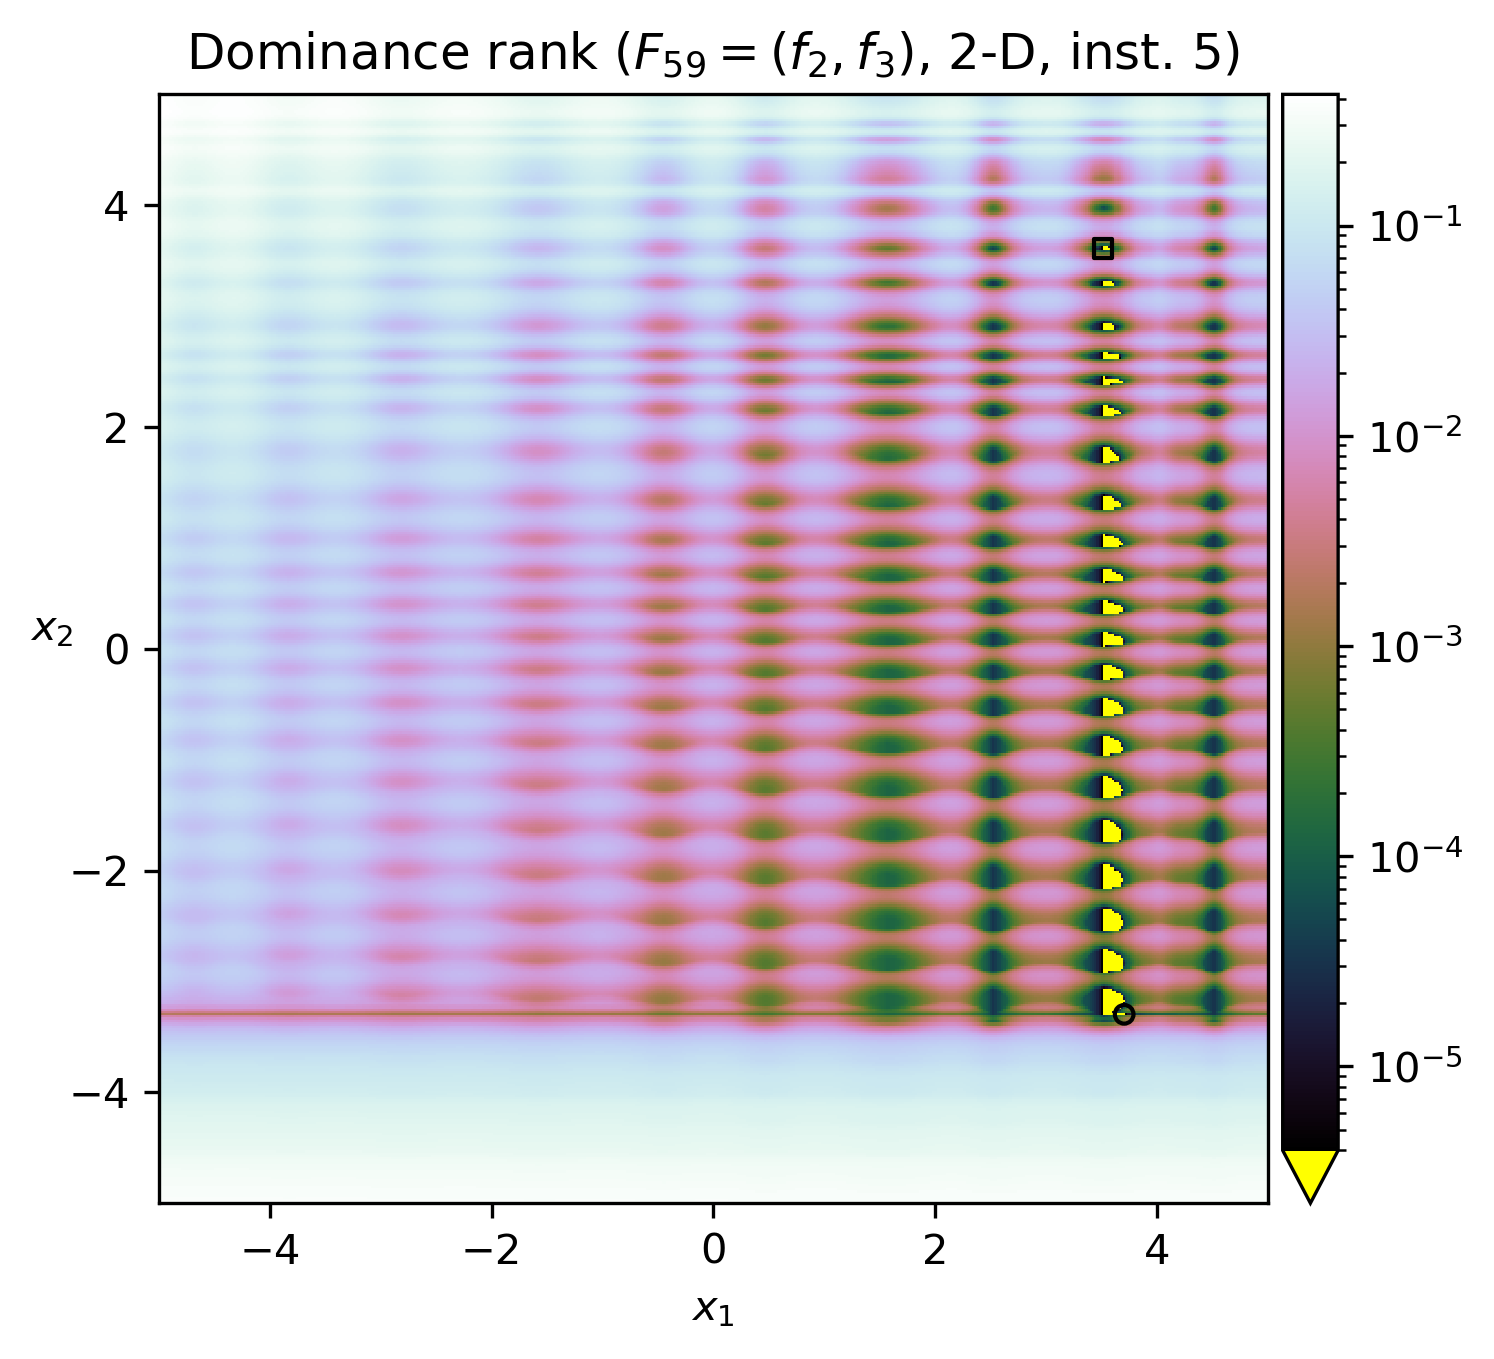 Dominance rank (F₅₉ = (f₂, f₃), 2-D, inst. 5)
4
2
0
−2
−4
x₂
−4 −2 0 2 4
x₁
10⁻¹
10⁻²
10⁻³
10⁻⁴
10⁻⁵